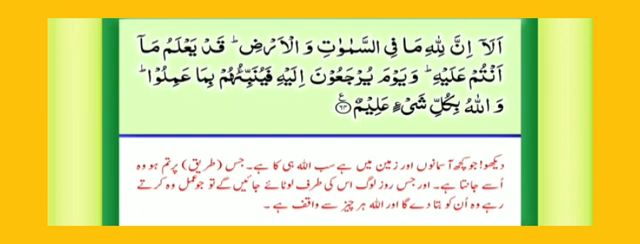 اَلَاۤ اِنَّ لِلّٰهِ مَا فِی السَّمٰوٰتِ وَ الْاَرْضِ ؕ قَدْ یَعْلَمُ مَاۤ
اَنْتُمْ عَلَیْهِ ؕ وَ یَوْمَ یُرْجَعُوْنَ اِلَیْهِ فَیُنَبِّئُهُمْ بِمَا عَمِلُوْا ؕ
وَ اللّٰهُ بِكُلِّ شَیْءٍ عَلِیْمٌ ﴿۶۴﴾ ع
دیکھو! جو کچھ آسمانوں اور زمین میں ہے سب اللہ ہی کا ہے۔ جس (طریق) پر تم ہو وہ
اُسے جانتا ہے۔ اور جس روز لوگ اس کی طرف لوٹائے جائیں گے تو جو عمل وہ کرتے
رہے وہ اُن کو بتا دے گا اور اللہ ہر چیز سے واقف ہے ۔